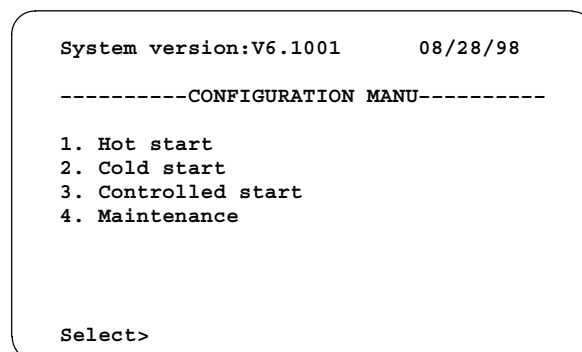 System version:V6.1001 08/28/98
----------CONFIGURATION MANU----------
1. Hot start
2. Cold start
3. Controlled start
4. Maintenance
Select>